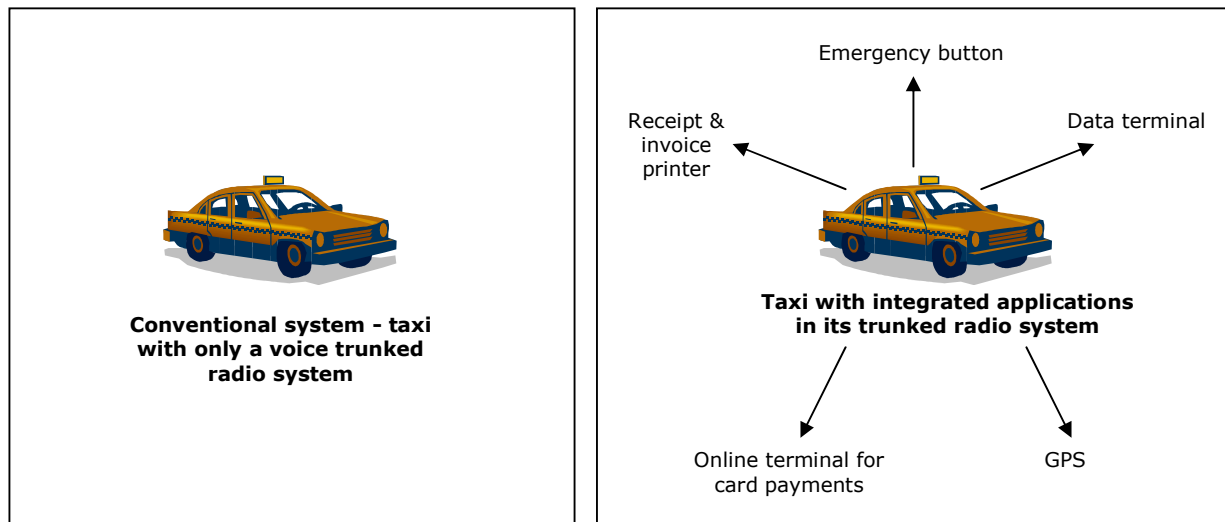 Conventional system - taxi
with only a voice trunked
radio system
Emergency button
Receipt &
invoice
printer
Data terminal
Taxi with integrated applications
in its trunked radio system
Online terminal for
card payments
GPS